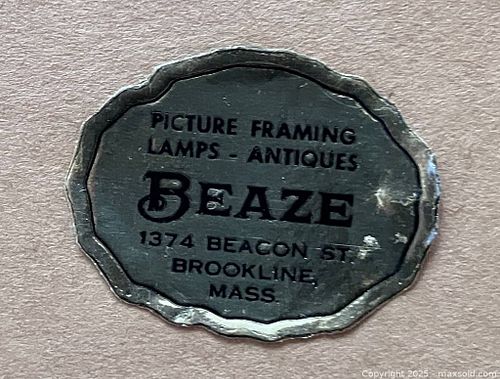 PICTURE FRAMING
LAMPS - ANTIQUES
BEAZE
1374 BEACON ST.
BROOKLINE,
MASS.
Copyright 2025 - maxsold.com